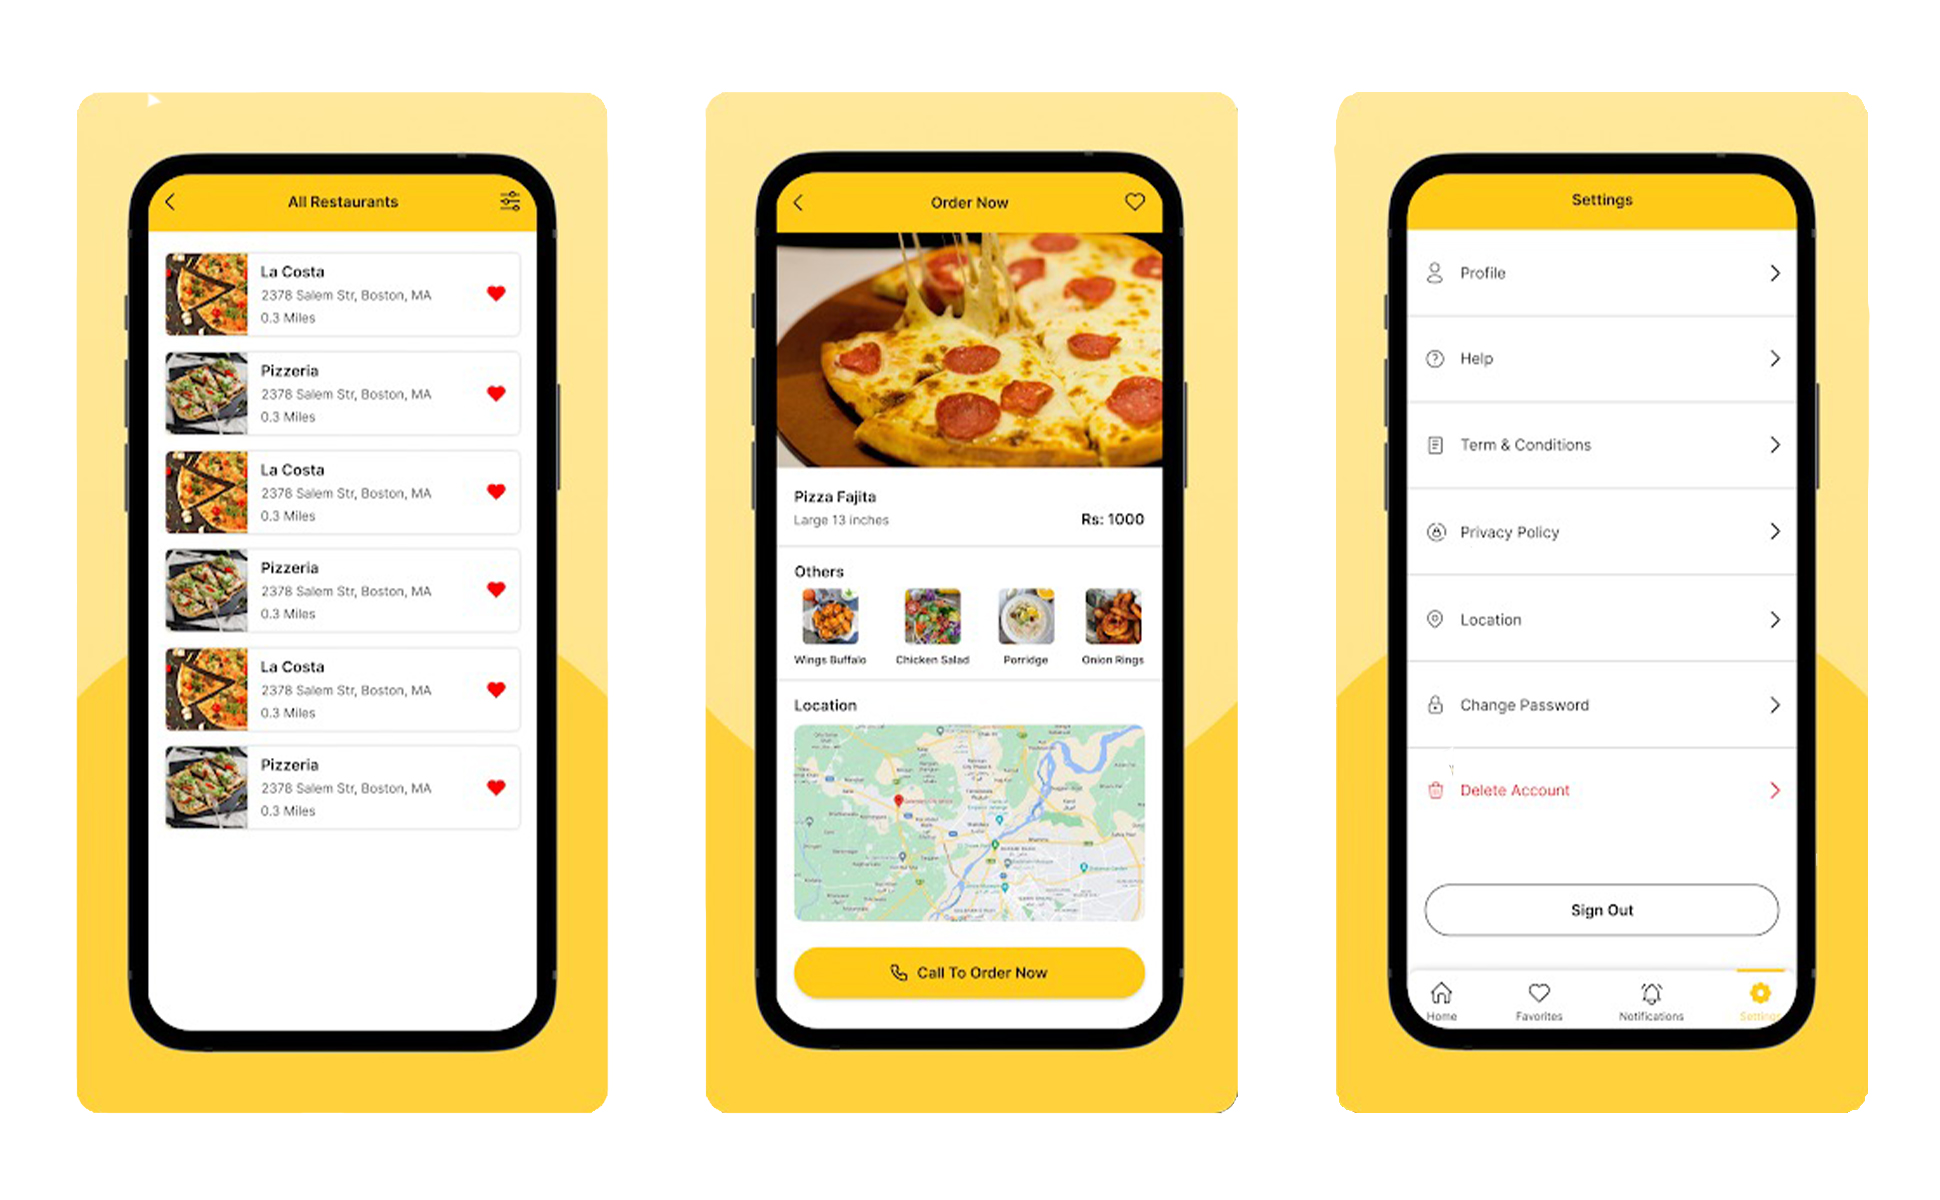 All Restaurants
La Costa
2378 Salem Str, Boston, MA
0.3 Miles
Pizzeria
2378 Salem Str, Boston, MA
0.3 Miles
La Costa
2378 Salem Str, Boston, MA
0.3 Miles
Pizzeria
2378 Salem Str, Boston, MA
0.3 Miles
La Costa
2378 Salem Str, Boston, MA
0.3 Miles
Pizzeria
2378 Salem Str, Boston, MA
0.3 Miles
Order Now
Pizza Fajita
Large 13 inches
Rs: 1000
Others
Wings Buffalo
Chicken Salad
Porridge
Onion Rings
Location
Call To Order Now
Settings
Profile
Help
Term & Conditions
Privacy Policy
Location
Change Password
Delete Account
Sign Out
Home
Favorites
Notifications
Settings